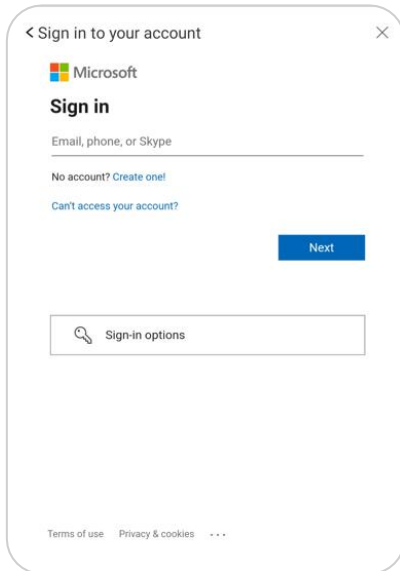 Sign in to your account
Microsoft
Sign in
Email, phone, or Skype
No account? Create one!
Can't access your account?
Next
Sign-in options
Terms of use Privacy & cookies ...